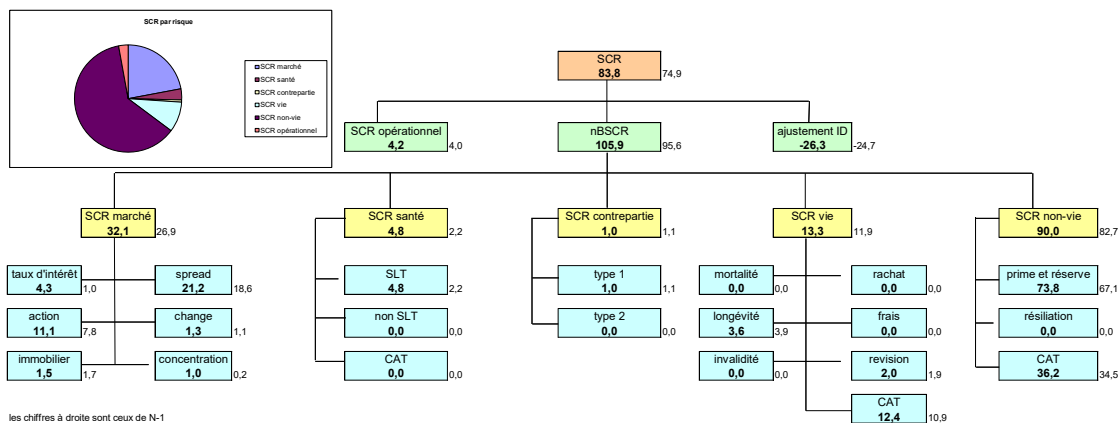 SCR par risque
SCR marché
SCR santé
SCR contrepartie
SCR vie
SCR non-vie
SCR opérationnel
SCR
83,8 74,9
SCR opérationnel
4,2 4,0
nBSCR
105,9 95,6
ajustement ID
-26,3 -24,7
SCR marché
32,1 26,9
SCR santé
4,8 2,2
SCR contrepartie
1,0 1,1
SCR vie
13,3 11,9
SCR non-vie
90,0 82,7
taux d'intérêt
4,3 1,0
spread
21,2 18,6
action
11,1 7,8
change
1,3 1,1
immobilier
1,5 1,7
concentration
1,0 0,2
SLT
4,8 2,2
non SLT
0,0 0,0
CAT
0,0 0,0
type 1
1,0 1,1
type 2
0,0 0,0
mortalité
0,0 0,0
rachat
0,0 0,0
longévité
3,6 3,9
frais
0,0 0,0
invalidité
0,0 0,0
revision
2,0 1,9
CAT
12,4 10,9
prime et réserve
73,8 67,1
résiliation
0,0 0,0
CAT
36,2 34,5
les chiffres à droite sont ceux de N-1